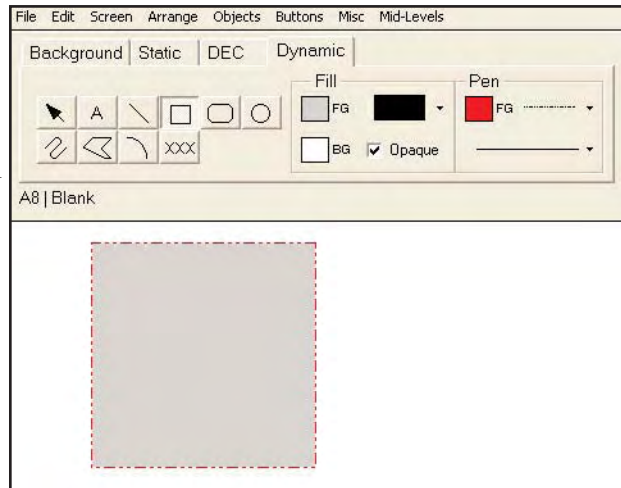 File Edit Screen Arrange Objects Buttons Misc Mid-Levels
Background Static DEC Dynamic
Fill Pen
A FG FG
XXX BG Opaque
A8 | Blank